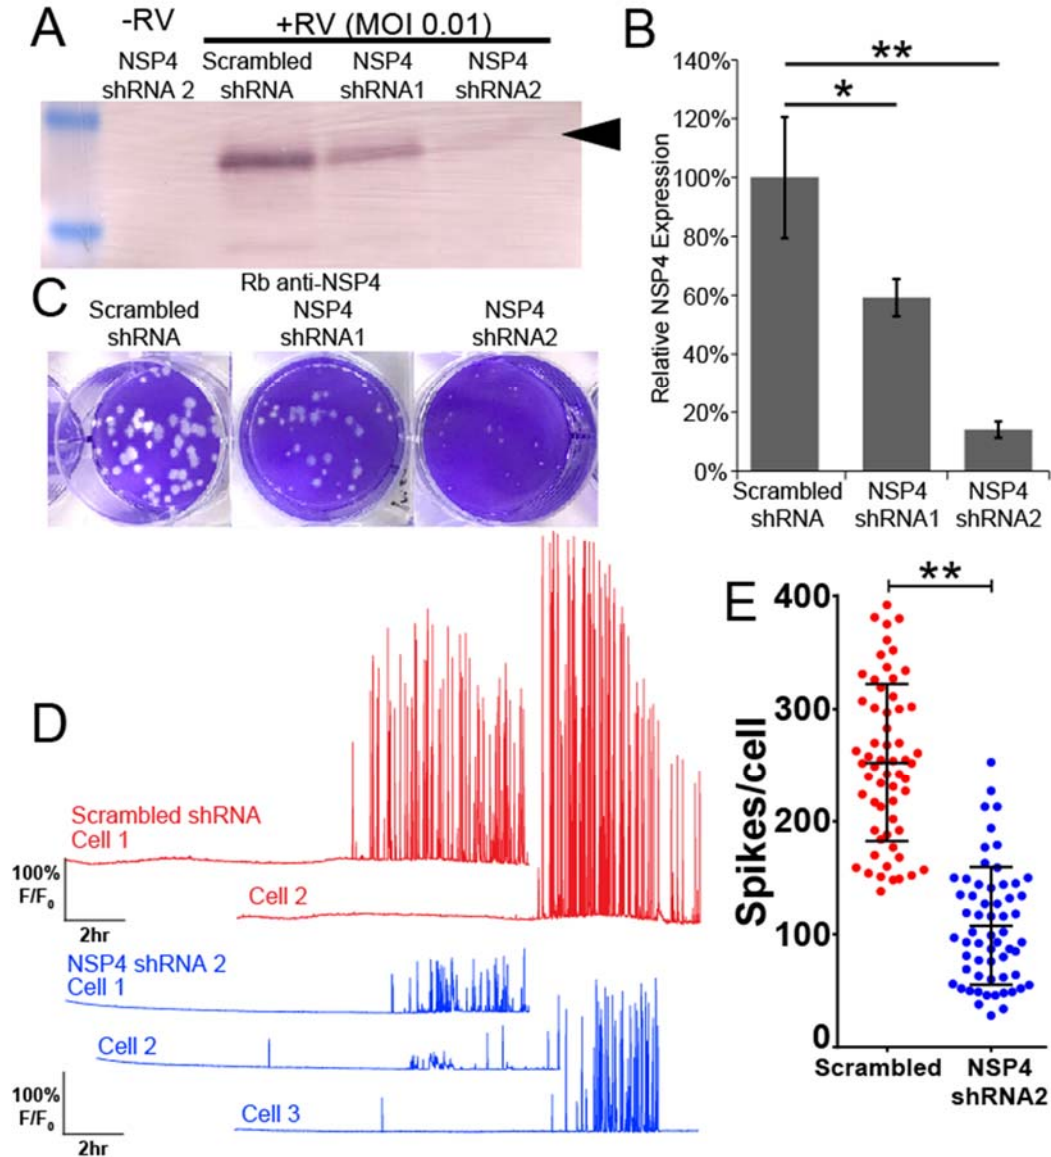 A
-RV
+RV (MOI 0.01)
NSP4
shRNA 2
Scrambled
shRNA
NSP4
shRNA1
NSP4
shRNA2
Rb anti-NSP4
B
**
*
140%
120%
100%
80%
60%
40%
20%
0%
Relative NSP4 Expression
Scrambled
shRNA
NSP4
shRNA1
NSP4
shRNA2
C
Scrambled
shRNA
NSP4
shRNA1
NSP4
shRNA2
D
Scrambled shRNA
Cell 1
100%
F/F0
2hr
Cell 2
NSP4 shRNA 2
Cell 1
Cell 2
100%
F/F0
2hr
Cell 3
E
**
400
300
200
100
0
Spikes/cell
Scrambled
NSP4
shRNA2